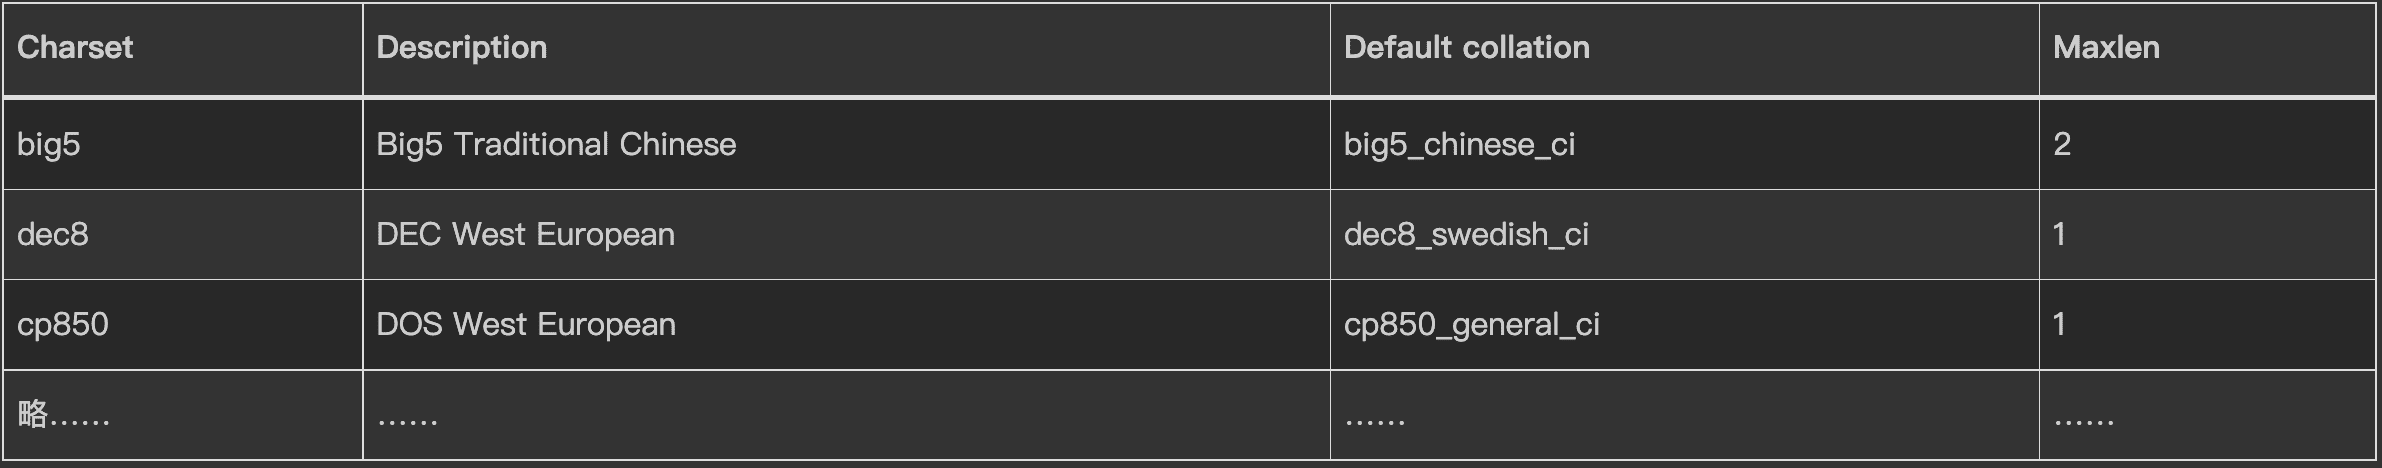 Charset Description Default collation Maxlen
big5 Big5 Traditional Chinese big5_chinese_ci 2
dec8 DEC West European dec8_swedish_ci 1
cp850 DOS West European cp850_general_ci 1
略…… …… …… ……